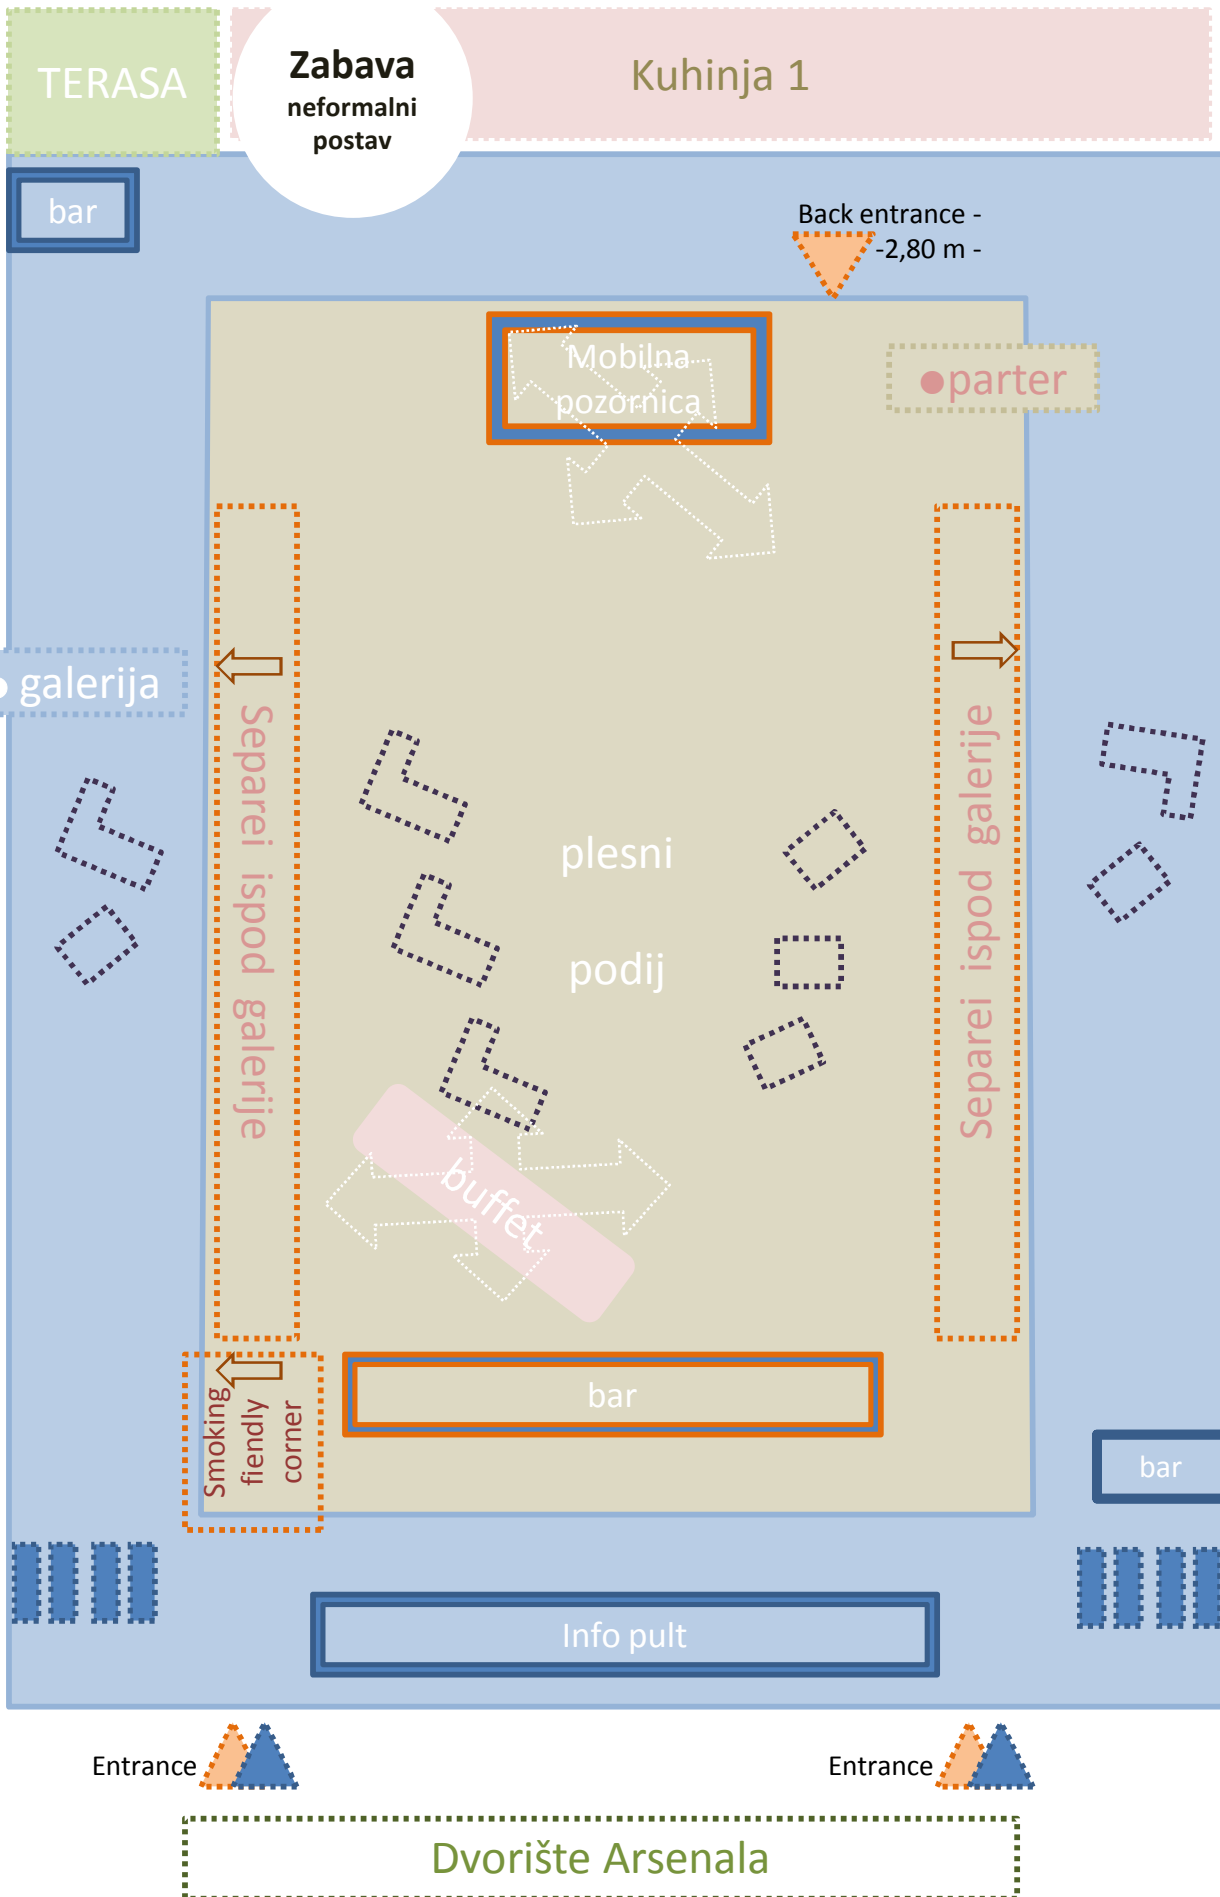 TERASA
Zabava
neformalni
postav
Kuhinja 1
bar
Back entrance -
-2,80 m -
Mobilna
pozornica
●parter
● galerija
Separei ispod galerije
Separei ispod galerije
plesni
podij
buffet
Smoking
fiendly
corner
bar
bar
Info pult
Entrance
Entrance
Dvorište Arsenala